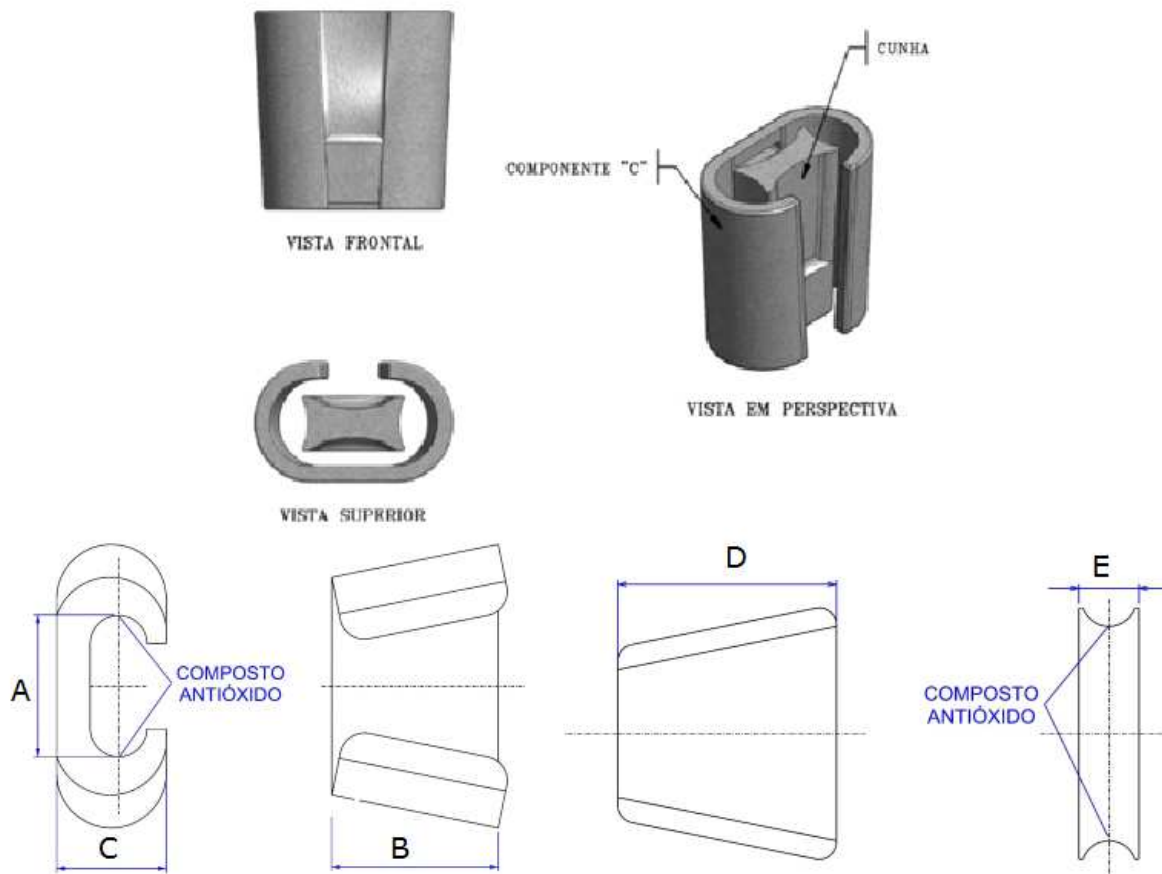 CUNHA
COMPONENTE "C"
VISTA FRONTAL
VISTA EM PERSPECTIVA
VISTA SUPERIOR
D
E
A
COMPOSTO
ANTIÓXIDO
COMPOSTO
ANTIÓXIDO
C
B